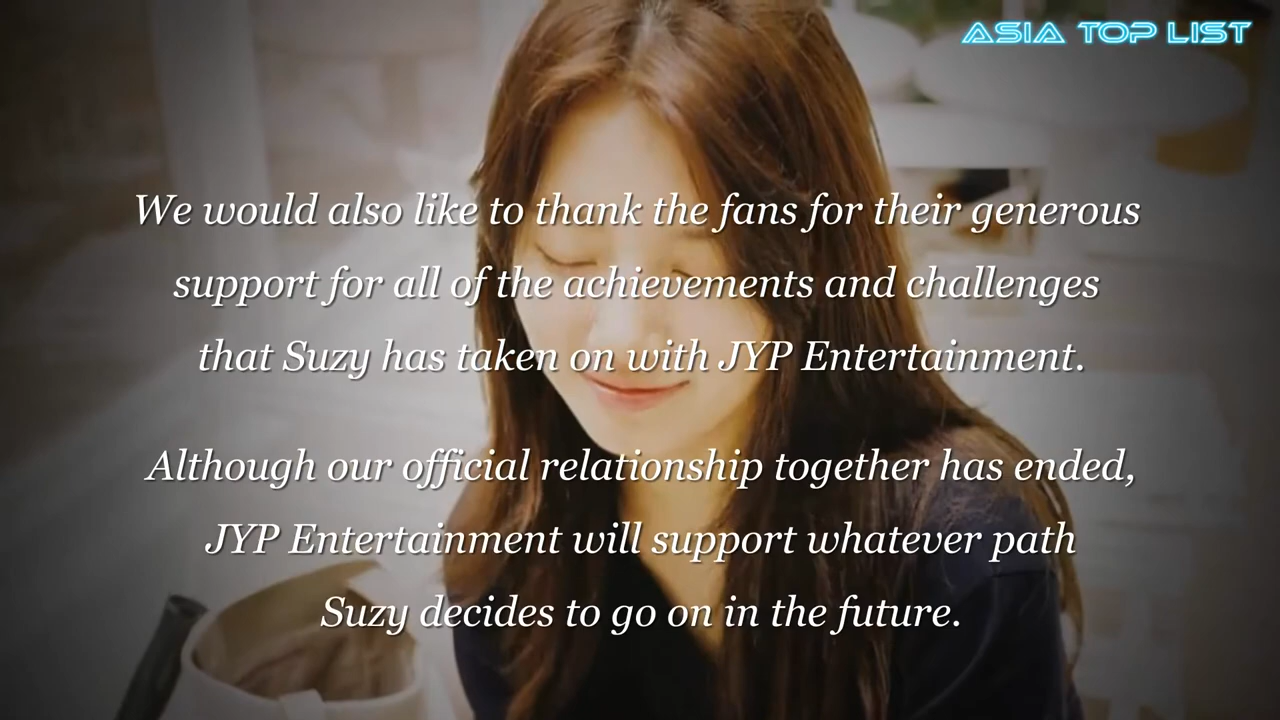 ASIA TOP LIST
We would also like to thank the fans for their generous
support for all of the achievements and challenges
that Suzy has taken on with JYP Entertainment.
Although our official relationship together has ended,
JYP Entertainment will support whatever path
Suzy decides to go on in the future.